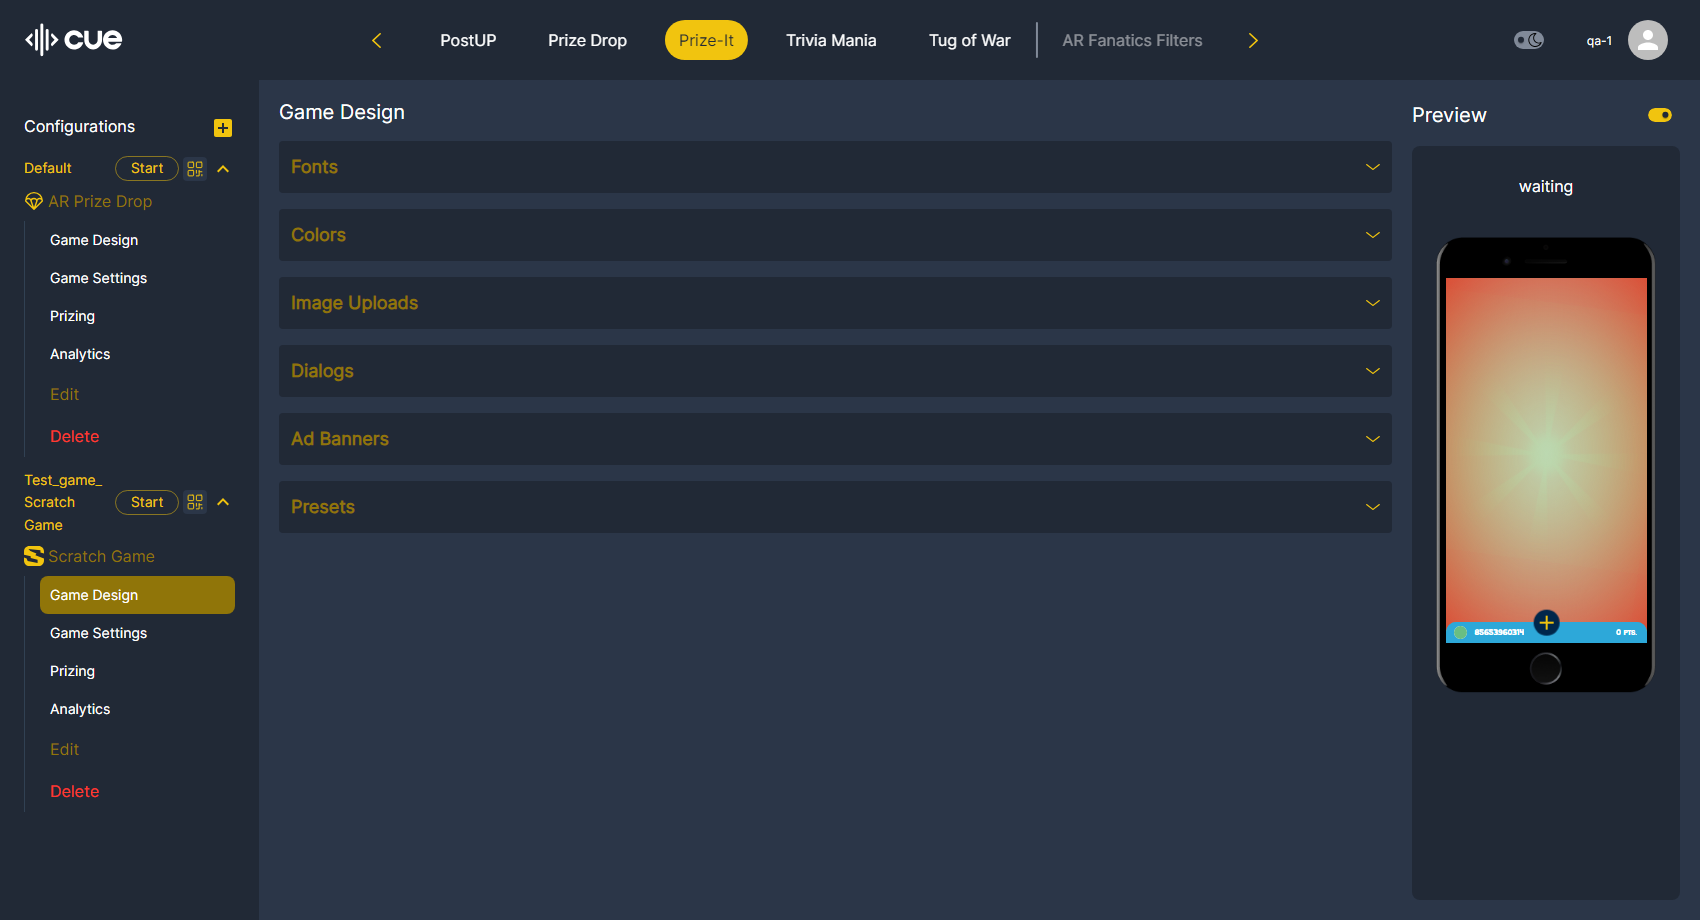 cue
PostUP
Prize Drop
Prize-It
Trivia Mania
Tug of War
AR Fanatics Filters
qa-1
Configurations
Default
Start
AR Prize Drop
Game Design
Game Settings
Prizing
Analytics
Edit
Delete
Test_game_
Scratch
Game
Start
Scratch Game
Game Design
Game Settings
Prizing
Analytics
Edit
Delete
Game Design
Fonts
Colors
Image Uploads
Dialogs
Ad Banners
Presets
Preview
waiting
85653960314
0 PTS.